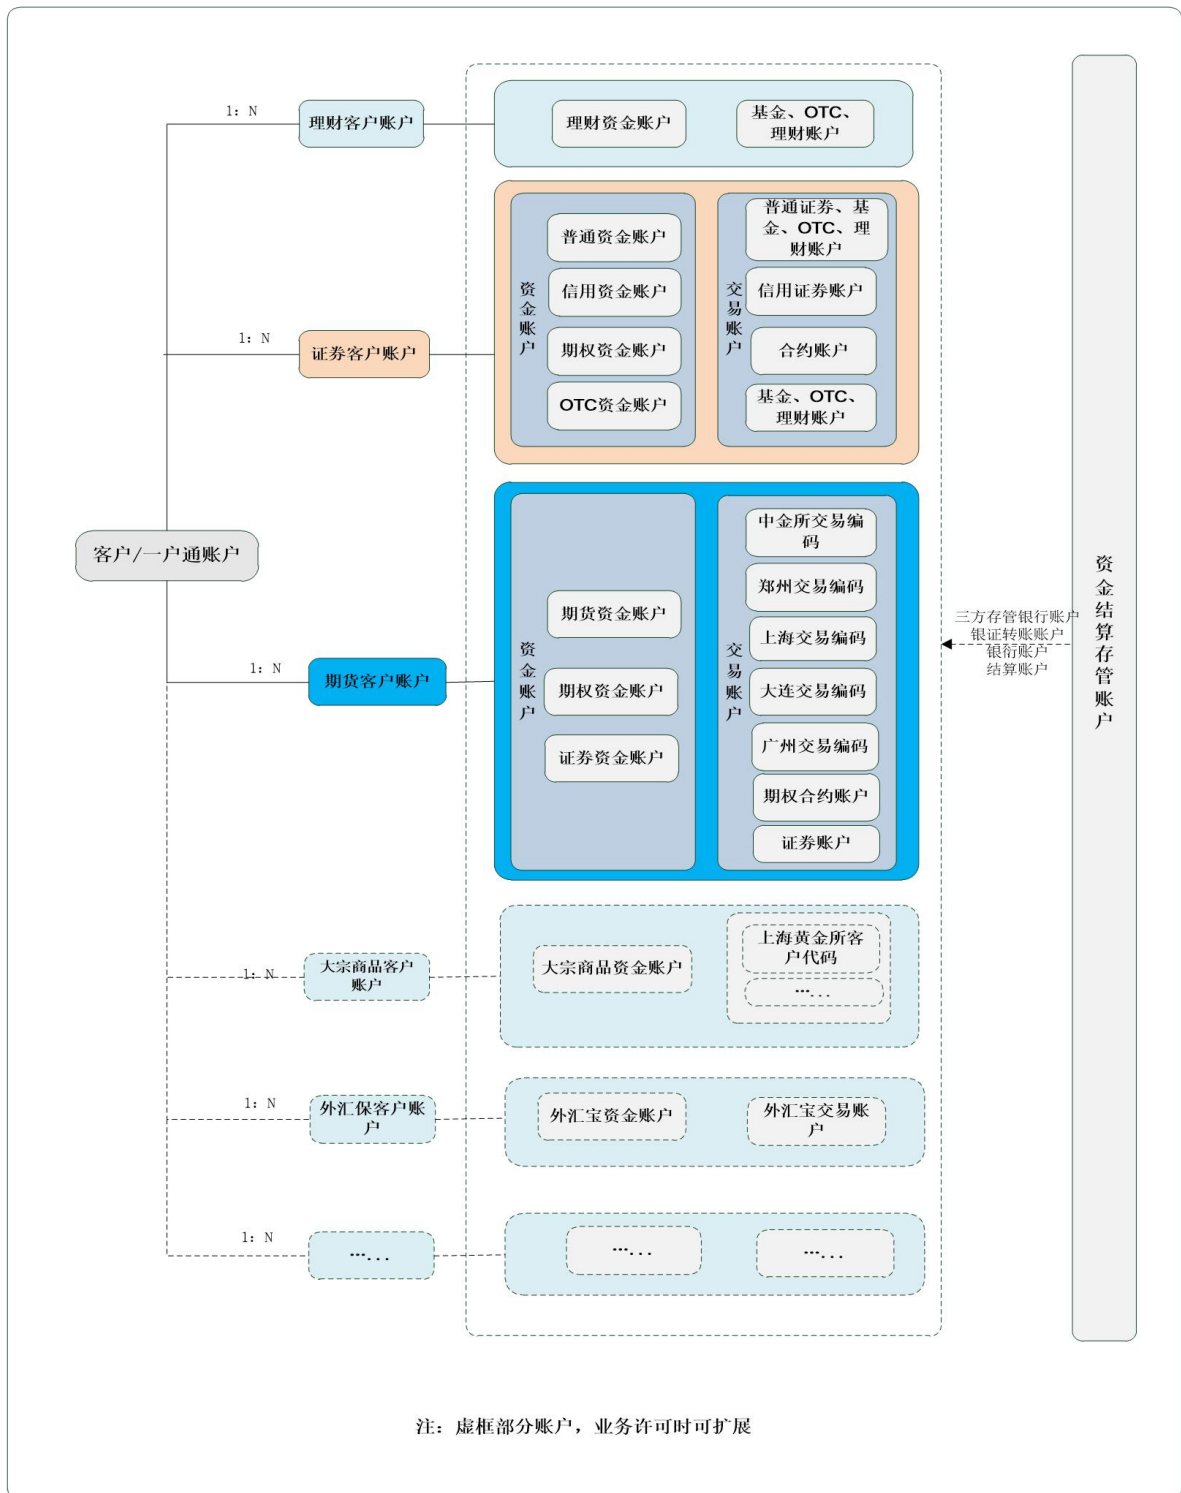 1：N
理财客户账户
理财资金账户
基金、OTC、
理财账户
1：N
证券客户账户
资
金
账
户
普通资金账户
信用资金账户
期权资金账户
OTC资金账户
交
易
账
户
普通证券、基
金、OTC、理
财账户
信用证券账户
合约账户
基金、OTC、
理财账户
客户/一户通账户
1：N
期货客户账户
资
金
账
户
期货资金账户
期权资金账户
证券资金账户
交
易
账
户
中金所交易编
码
郑州交易编码
上海交易编码
大连交易编码
广州交易编码
期权合约账户
证券账户
三方存管银行账户
银证转账账户
银衍账户
结算账户
资
金
结
算
存
管
账
户
1：N
大宗商品客户
账户
大宗商品资金账户
上海黄金所客
户代码
…...
1：N
外汇保客户账
户
外汇宝资金账户
外汇宝交易账
户
1：N
…...
…...
…...
注：虚框部分账户，业务许可时可扩展